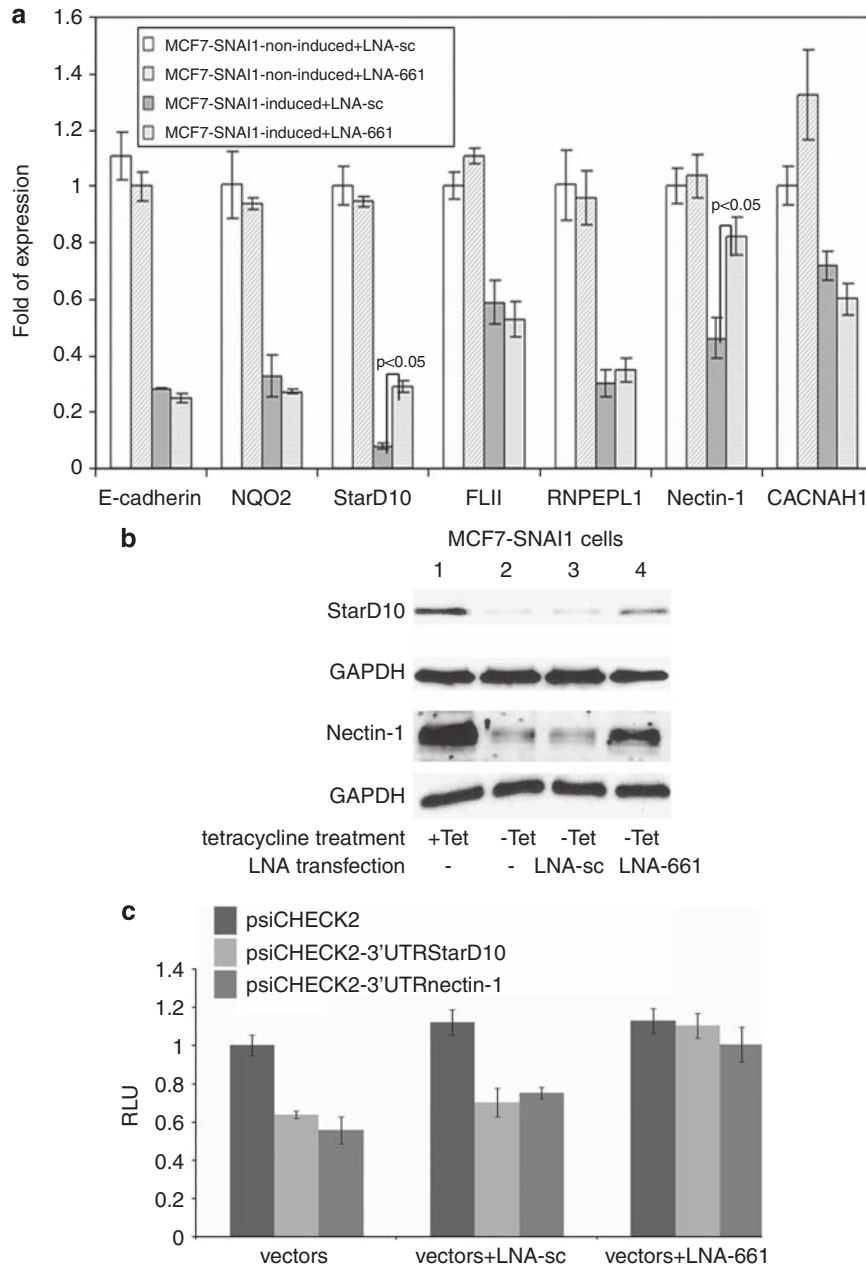 a
1.6
1.4
1.2
1
0.8
0.6
0.4
0.2
0
Fold of expression
MCF7-SNAI1-non-induced+LNA-sc
MCF7-SNAI1-non-induced+LNA-661
MCF7-SNAI1-induced+LNA-sc
MCF7-SNAI1-induced+LNA-661
p<0.05
p<0.05
E-cadherin NQO2 StarD10 FLII RNPEPL1 Nectin-1 CACNAH1
b
MCF7-SNAI1 cells
1 2 3 4
StarD10
GAPDH
Nectin-1
GAPDH
tetracycline treatment +Tet -Tet -Tet -Tet
LNA transfection - - LNA-sc LNA-661
c
psiCHECK2
psiCHECK2-3'UTRStarD10
psiCHECK2-3'UTRnectin-1
1.4
1.2
1
0.8
0.6
0.4
0.2
0
RLU
vectors vectors+LNA-sc vectors+LNA-661